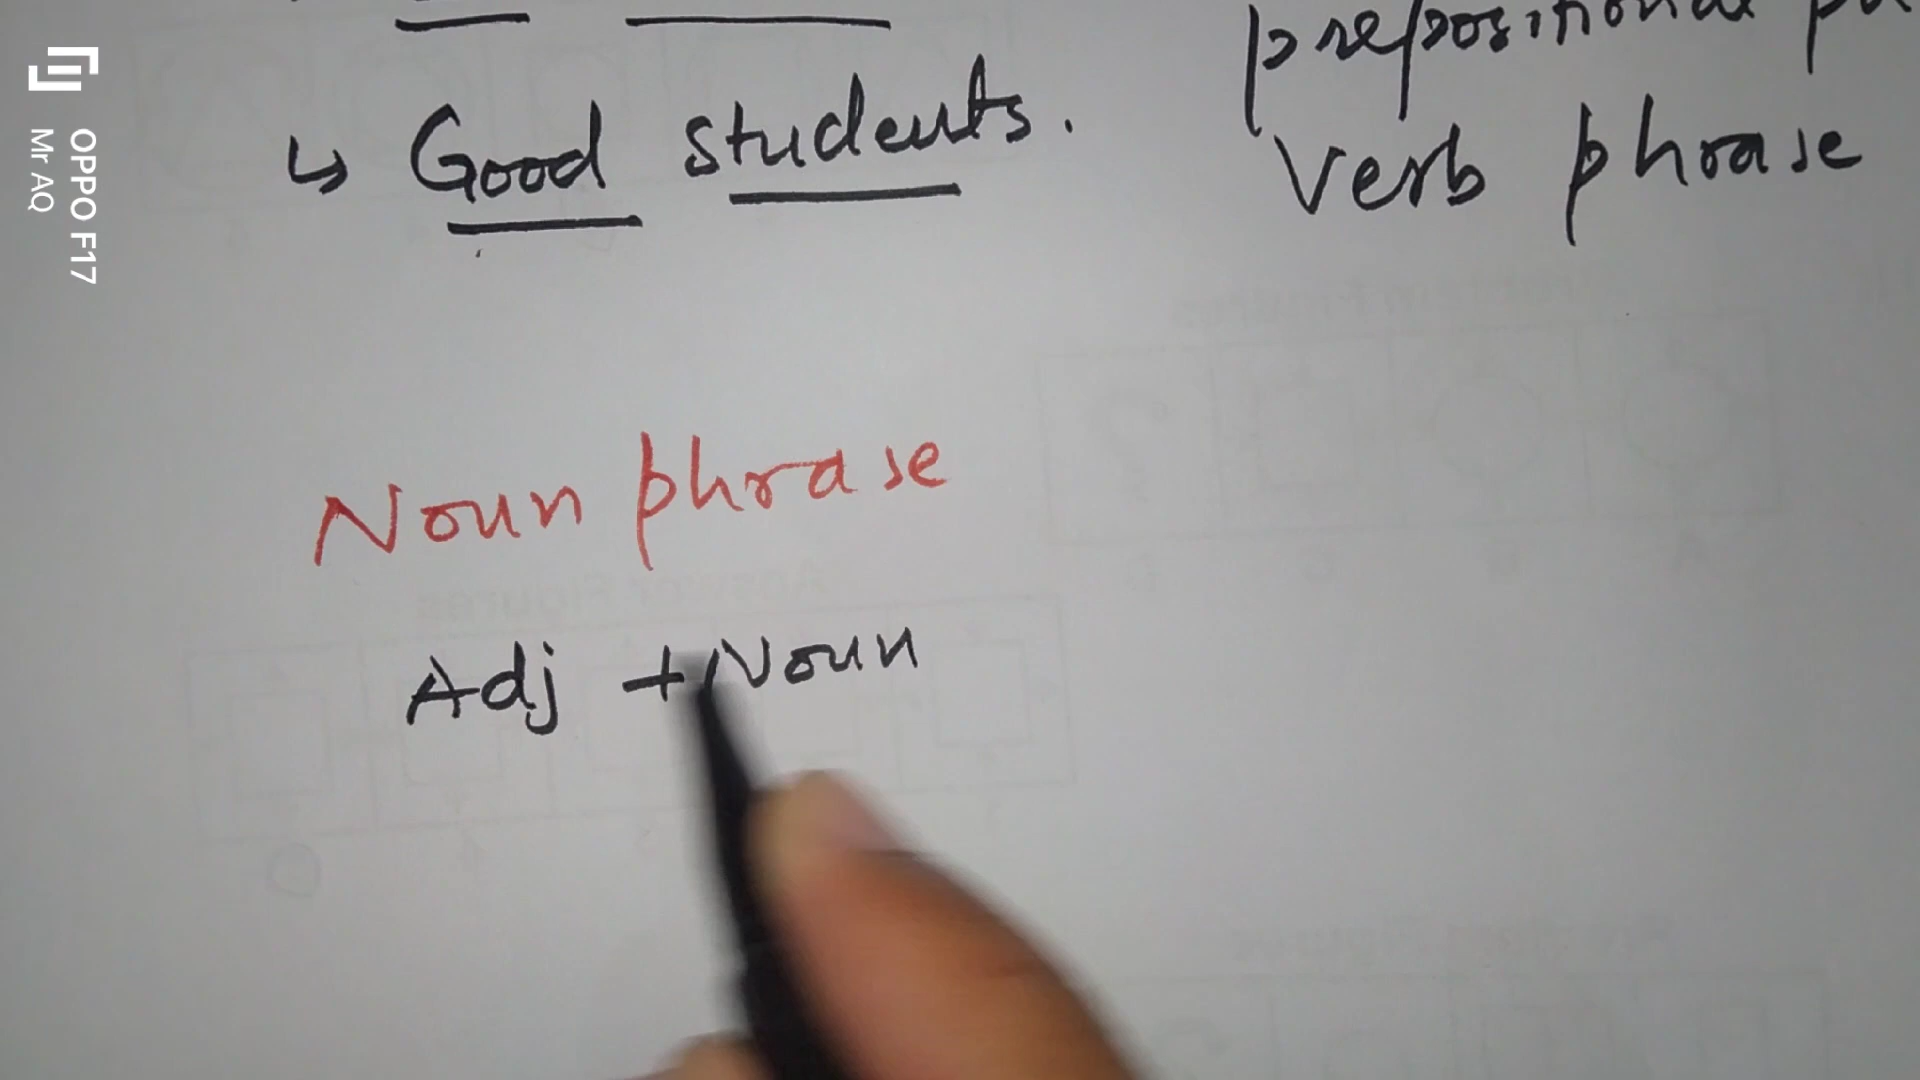 prepositional
↳ Good students.
verb phrase
Noun phrase
Adj + Noun
OPPO F17
Mr AQ